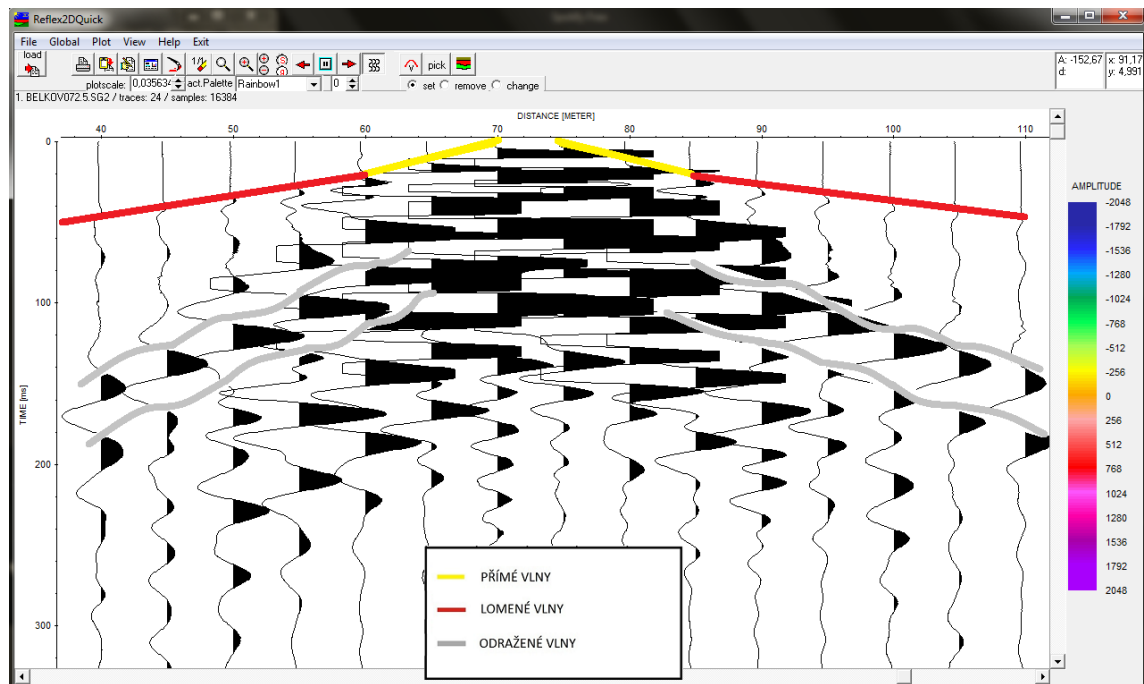 Reflex2DQuick
File Global Plot View Help Exit
load
pick
plotscale: 0,035634 act.Palette Rainbow1 0 set remove change
A: -152,67 x: 91,17
d: y: 4,991
1. BELKOV072.5.SG2 / traces: 24 / samples: 16384
DISTANCE [METER]
40 50 60 70 80 90 100 110
0
100
200
300
TIME [ms]
AMPLITUDE
-2048
-1792
-1536
-1280
-1024
-768
-512
-256
0
256
512
768
1024
1280
1536
1792
2048
PŘÍMÉ VLNY
LOMENÉ VLNY
ODRAŽENÉ VLNY